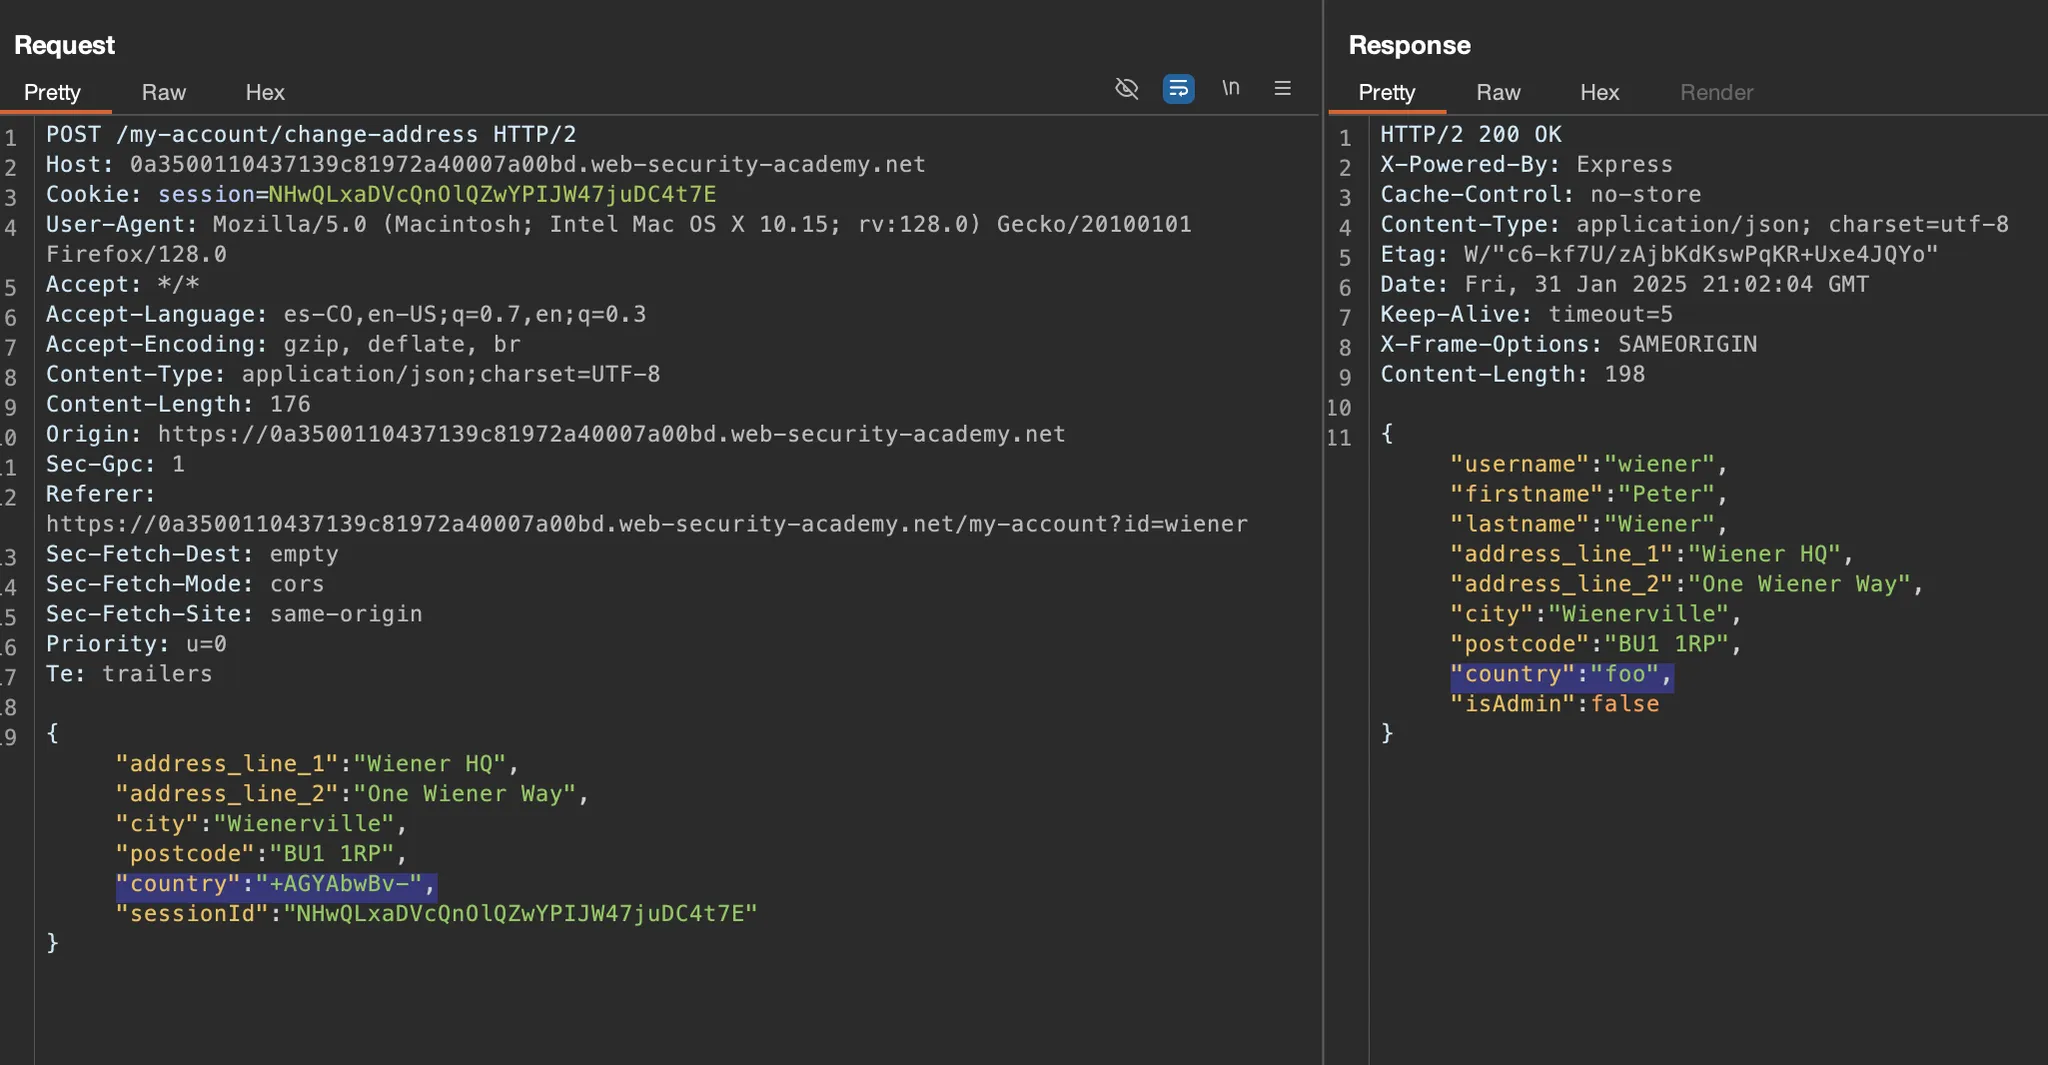 Request
Pretty Raw Hex
\n
1 POST /my-account/change-address HTTP/2
2 Host: 0a3500110437139c81972a40007a00bd.web-security-academy.net
3 Cookie: session=NHwQLxaDVcQnOlQZwYPIJW47juDC4t7E
4 User-Agent: Mozilla/5.0 (Macintosh; Intel Mac OS X 10.15; rv:128.0) Gecko/20100101
Firefox/128.0
5 Accept: */*
6 Accept-Language: es-CO,en-US;q=0.7,en;q=0.3
7 Accept-Encoding: gzip, deflate, br
8 Content-Type: application/json;charset=UTF-8
9 Content-Length: 176
0 Origin: https://0a3500110437139c81972a40007a00bd.web-security-academy.net
1 Sec-Gpc: 1
2 Referer:
https://0a3500110437139c81972a40007a00bd.web-security-academy.net/my-account?id=wiener
3 Sec-Fetch-Dest: empty
4 Sec-Fetch-Mode: cors
5 Sec-Fetch-Site: same-origin
6 Priority: u=0
7 Te: trailers
8
9 {
"address_line_1":"Wiener HQ",
"address_line_2":"One Wiener Way",
"city":"Wienerville",
"postcode":"BU1 1RP",
"country":"+AGYAbwBv-",
"sessionId":"NHwQLxaDVcQnOlQZwYPIJW47juDC4t7E"
}
Response
Pretty Raw Hex Render
1 HTTP/2 200 OK
2 X-Powered-By: Express
3 Cache-Control: no-store
4 Content-Type: application/json; charset=utf-8
5 Etag: W/"c6-kf7U/zAjbKdKswPqKR+Uxe4JQYo"
6 Date: Fri, 31 Jan 2025 21:02:04 GMT
7 Keep-Alive: timeout=5
8 X-Frame-Options: SAMEORIGIN
9 Content-Length: 198
10
11 {
"username":"wiener",
"firstname":"Peter",
"lastname":"Wiener",
"address_line_1":"Wiener HQ",
"address_line_2":"One Wiener Way",
"city":"Wienerville",
"postcode":"BU1 1RP",
"country":"foo",
"isAdmin":false
}